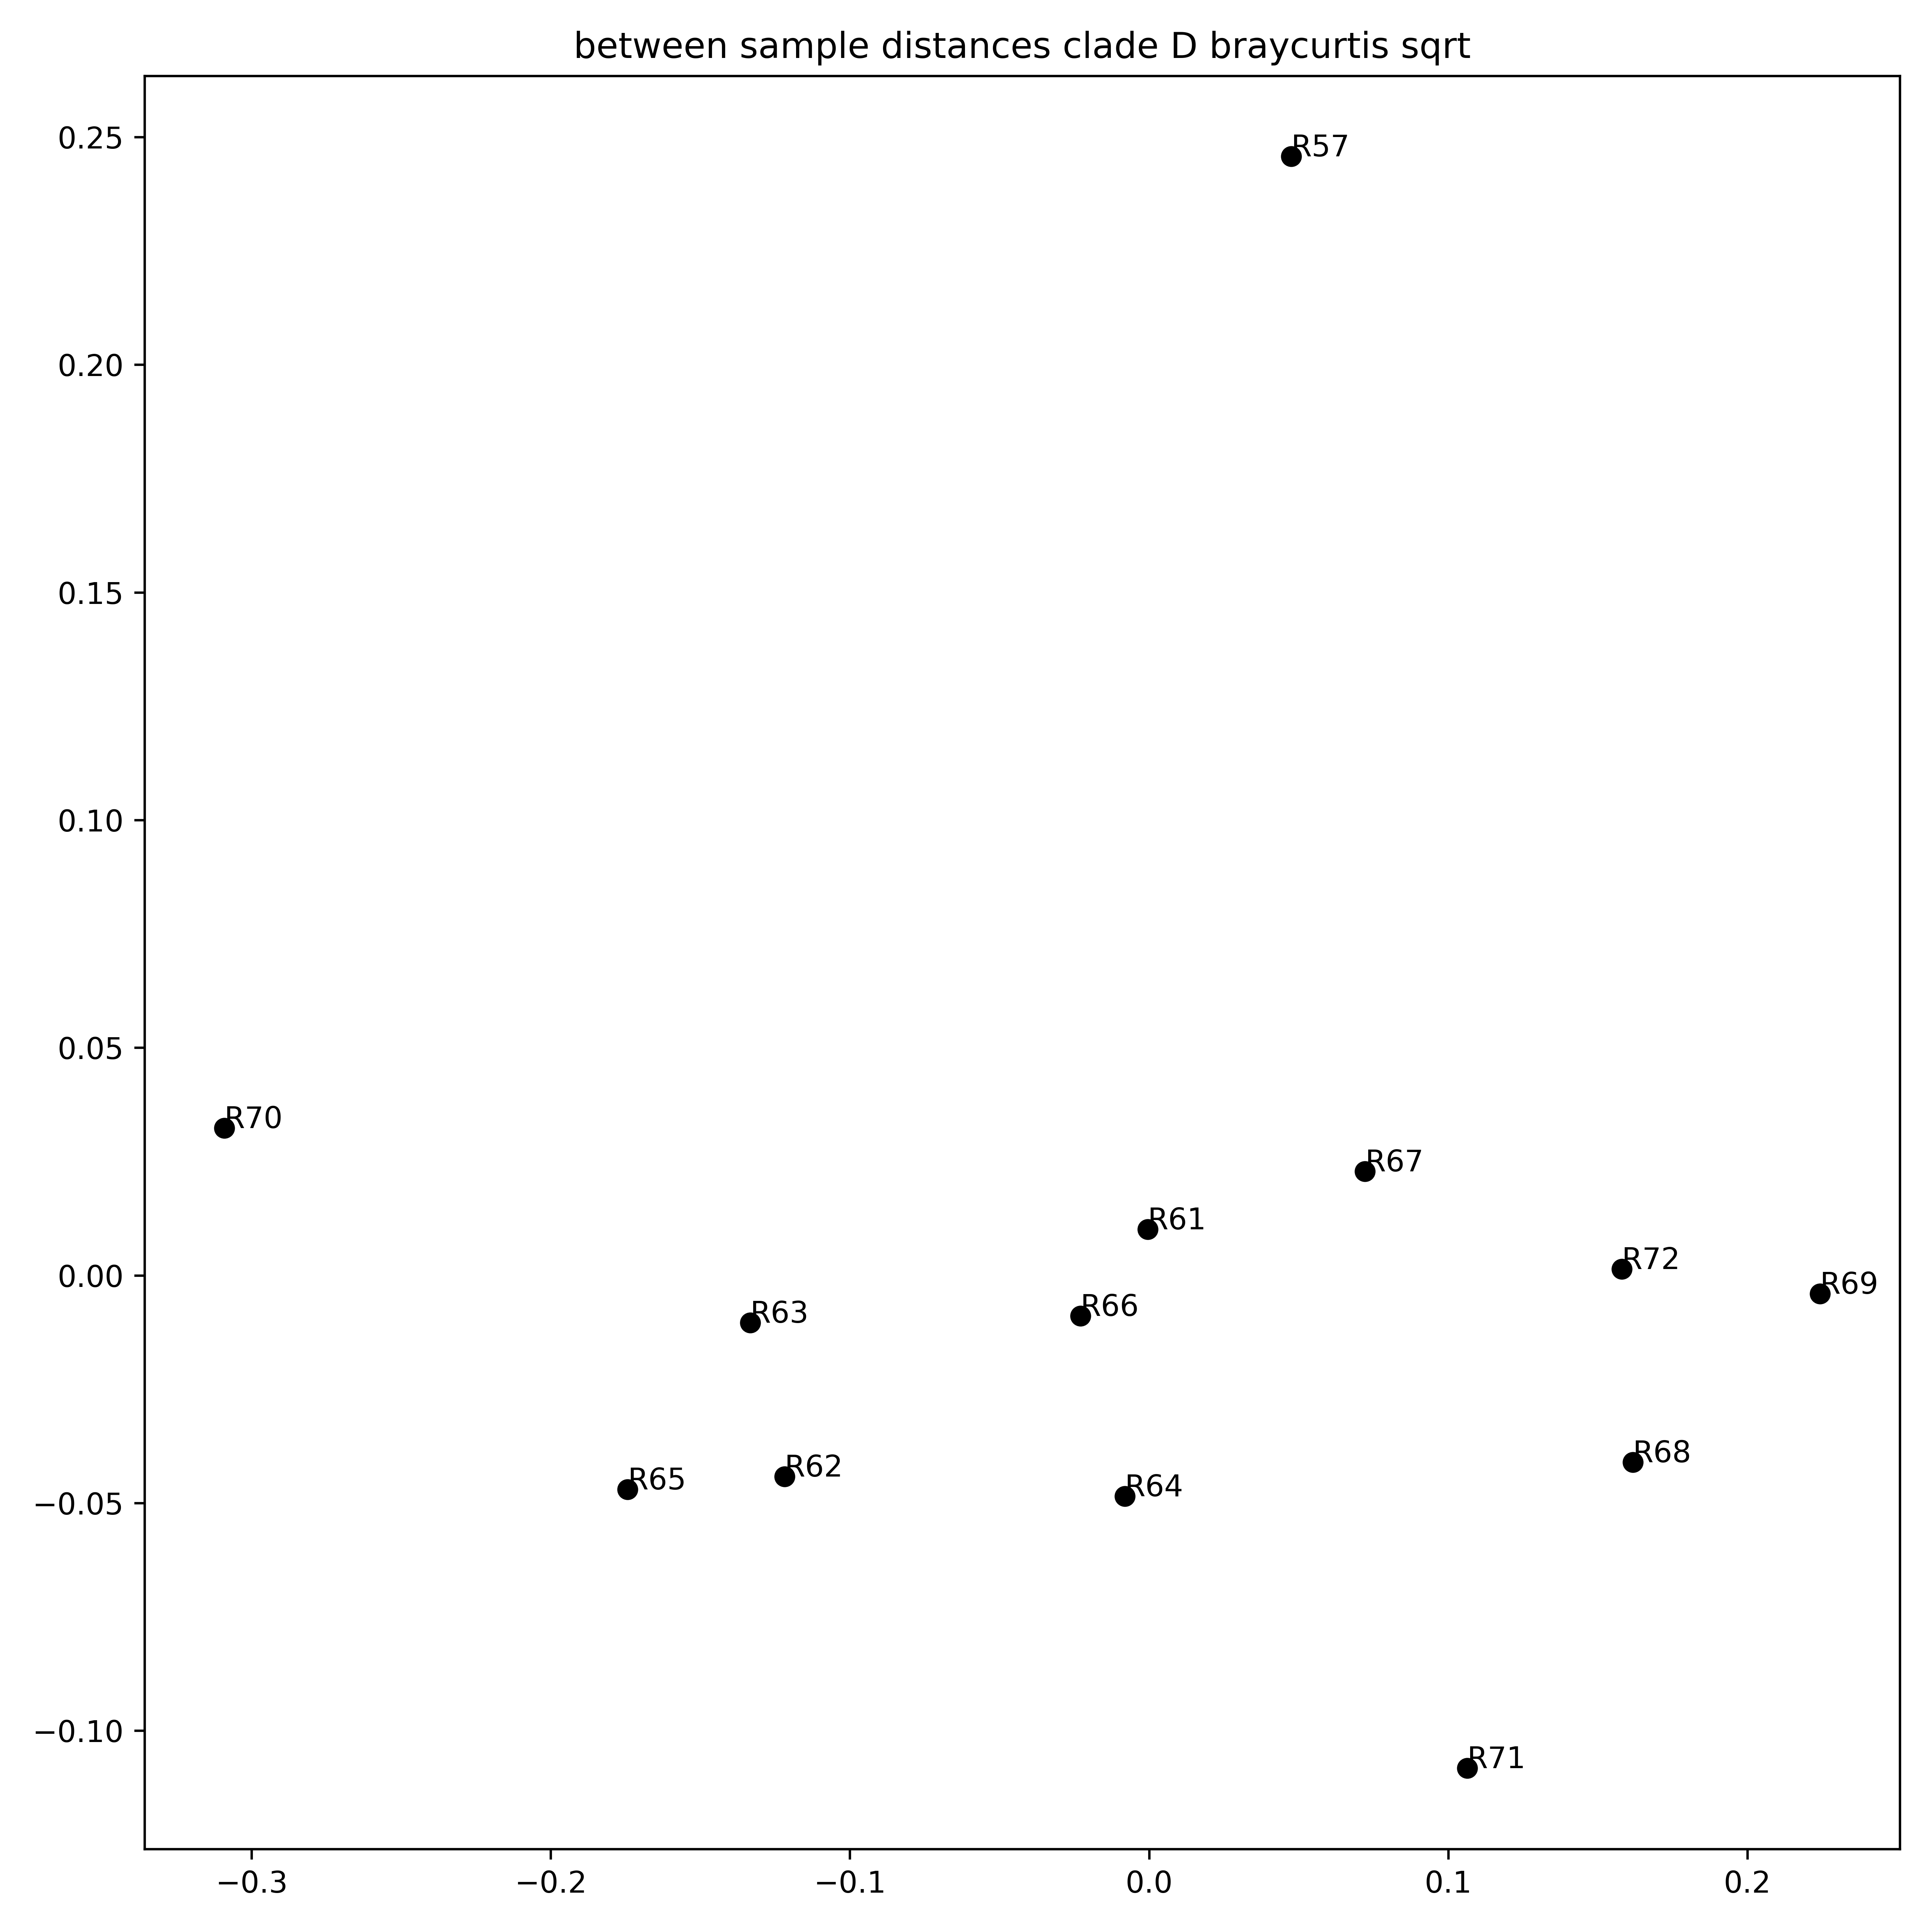 between sample distances clade D braycurtis sqrt
0.25
R57
0.20
0.15
0.10
0.05
R70
R67
R61
0.00
R72
R69
R63
R66
R65
R62
R64
R68
−0.05
−0.10
R71
−0.3
−0.2
−0.1
0.0
0.1
0.2